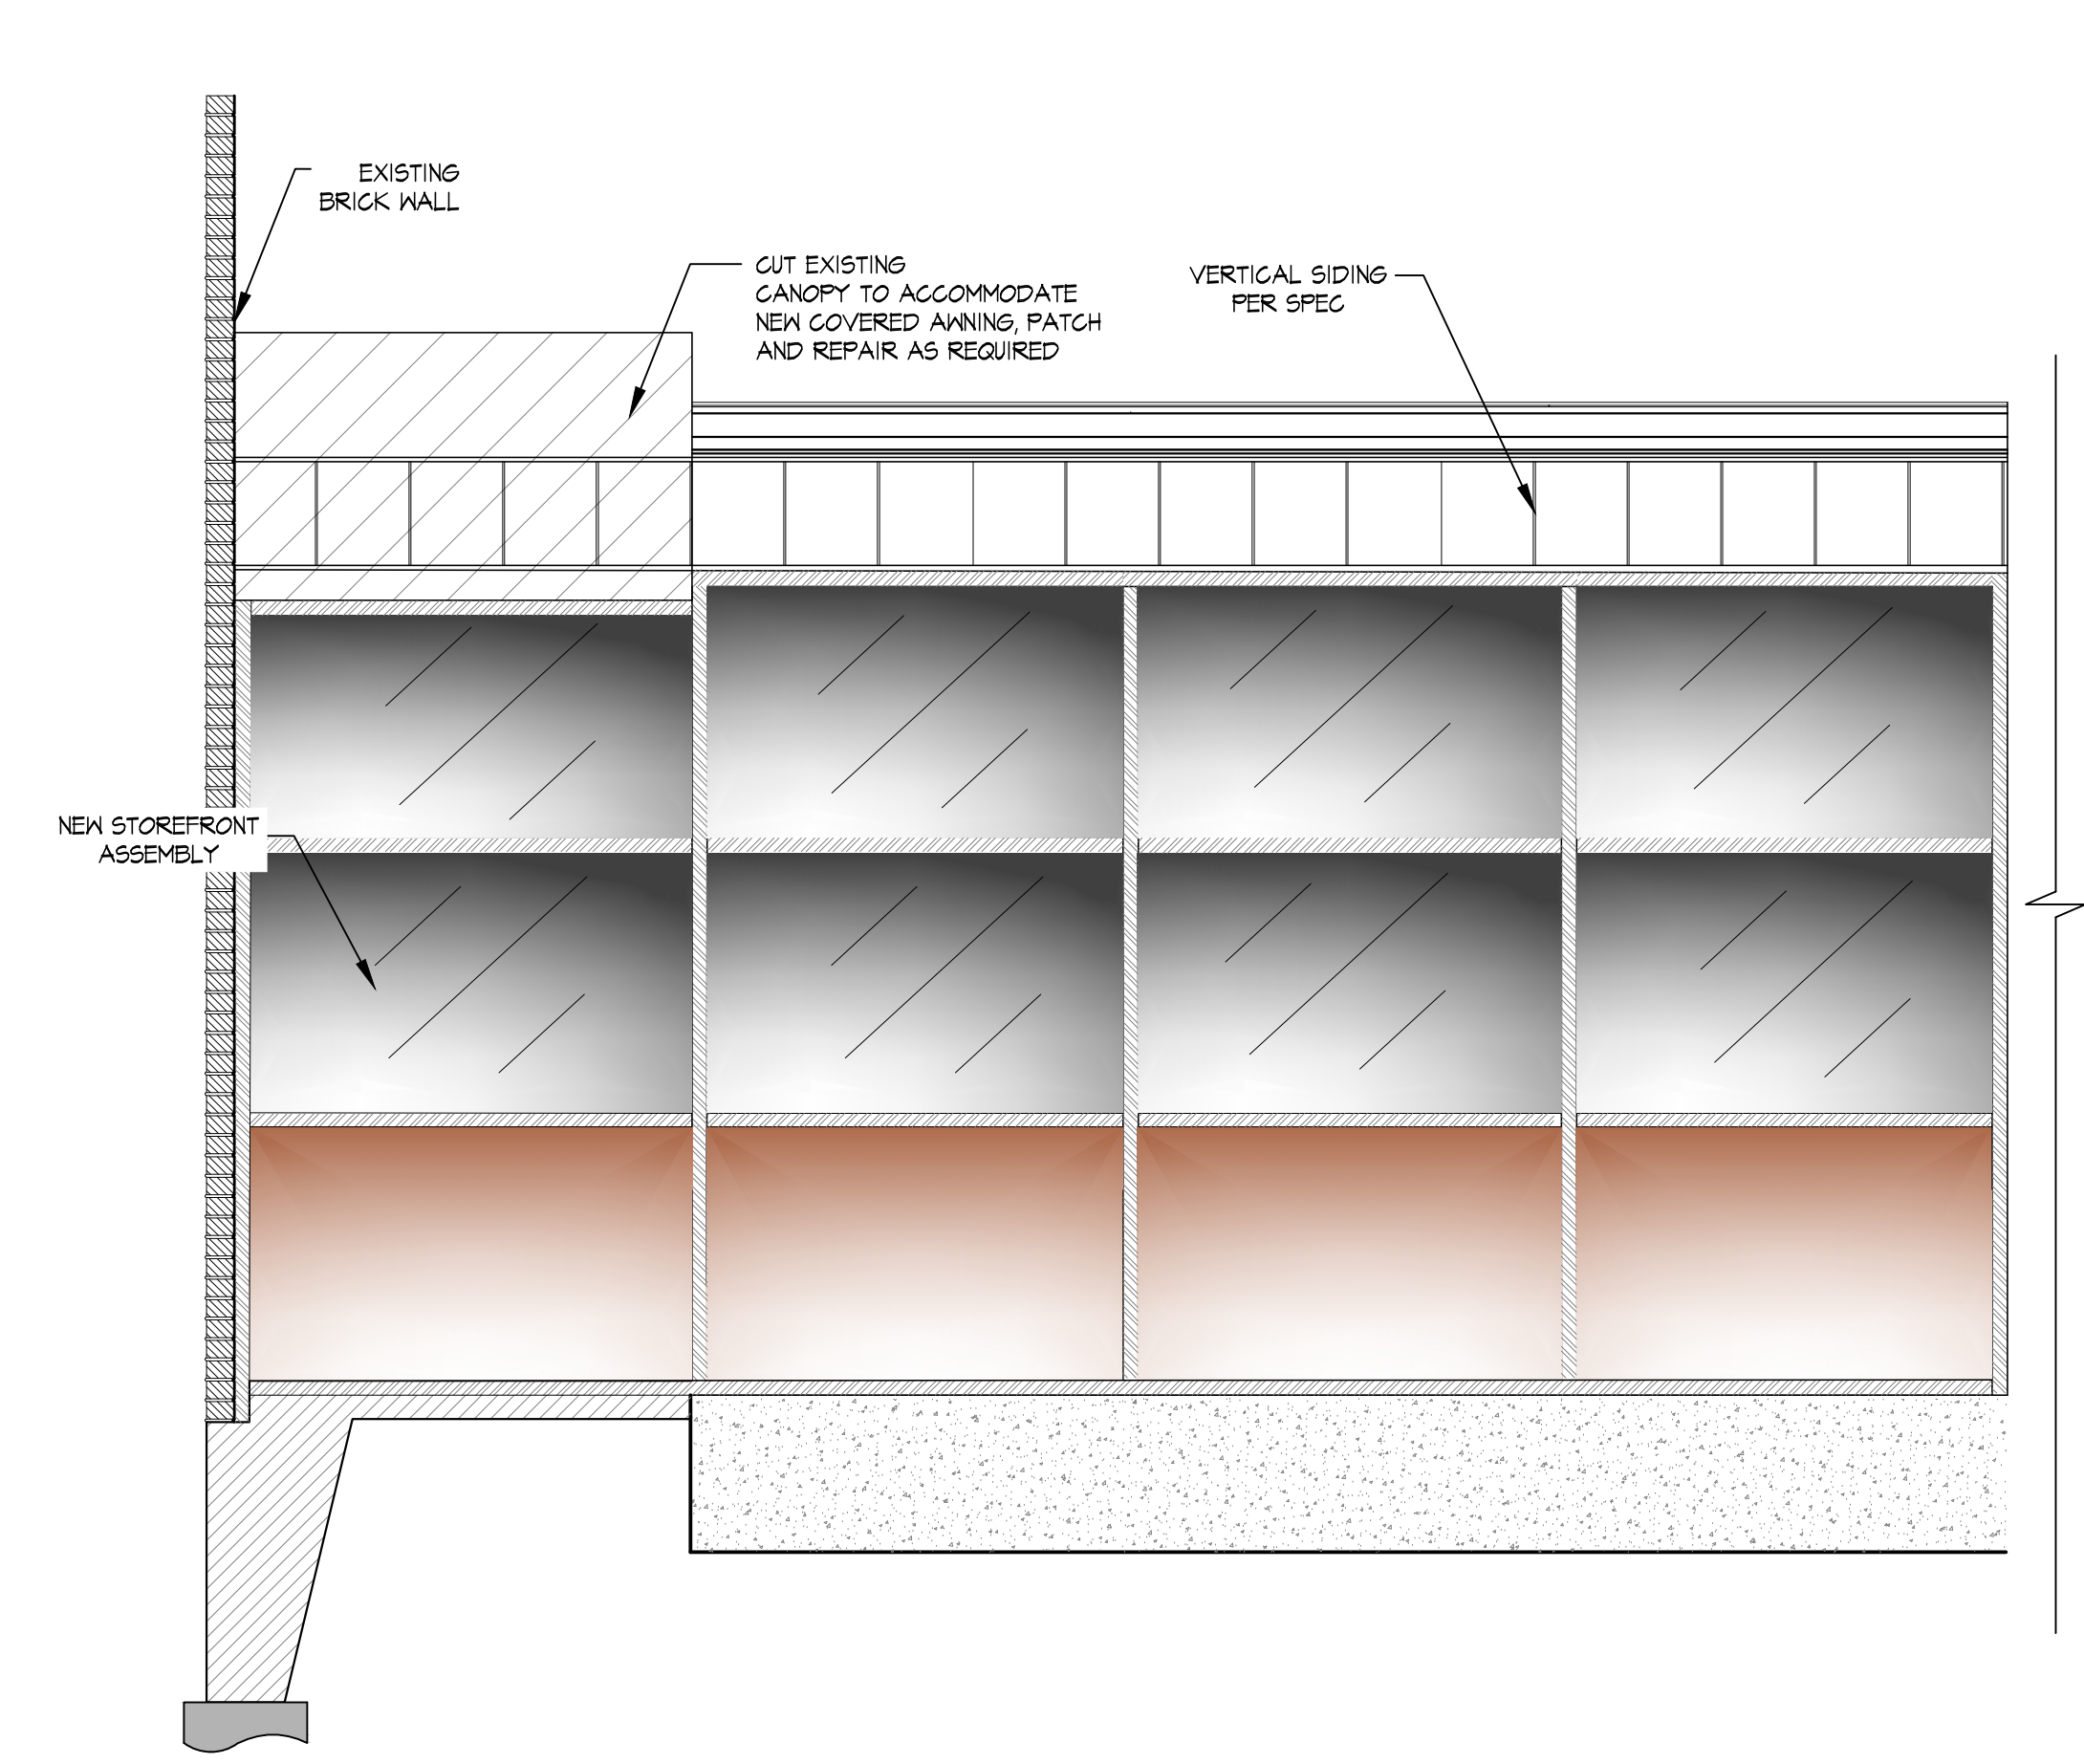 EXISTING
BRICK WALL
CUT EXISTING
CANOPY TO ACCOMMODATE
NEW COVERED AWNING, PATCH
AND REPAIR AS REQUIRED
VERTICAL SIDING
PER SPEC
NEW STOREFRONT
ASSEMBLY